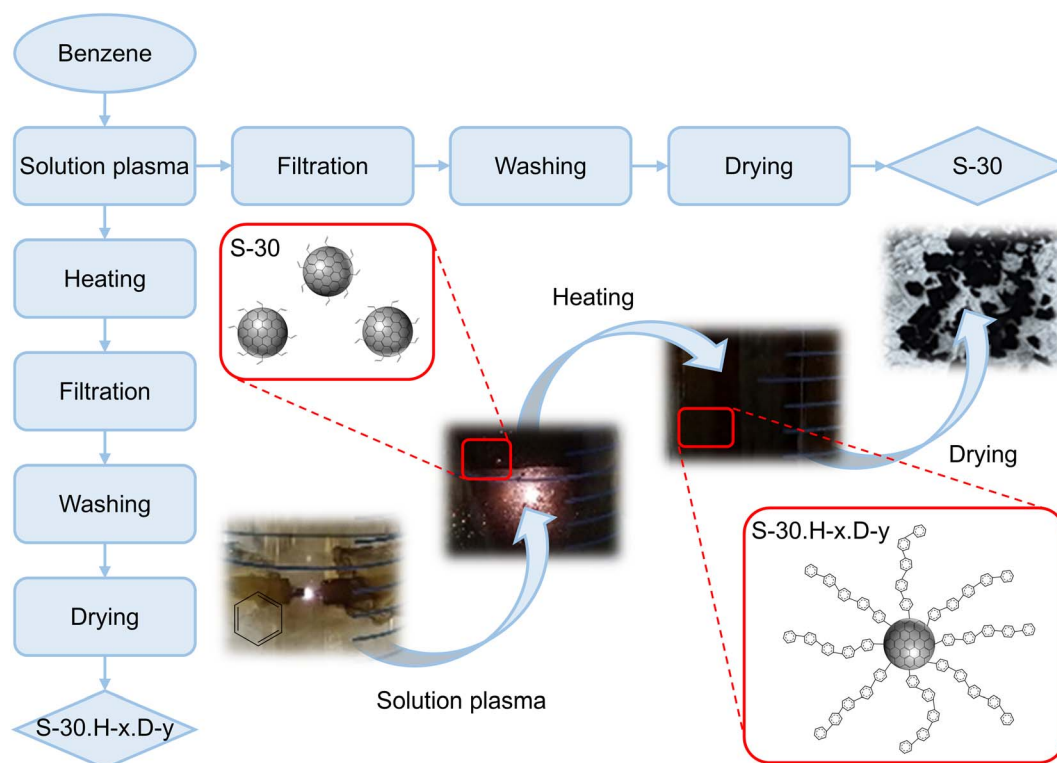 Benzene
Solution plasma
Filtration
Washing
Drying
S-30
Heating
Filtration
Washing
Drying
S-30.H-x.D-y
S-30
Heating
Drying
Solution plasma
S-30.H-x.D-y